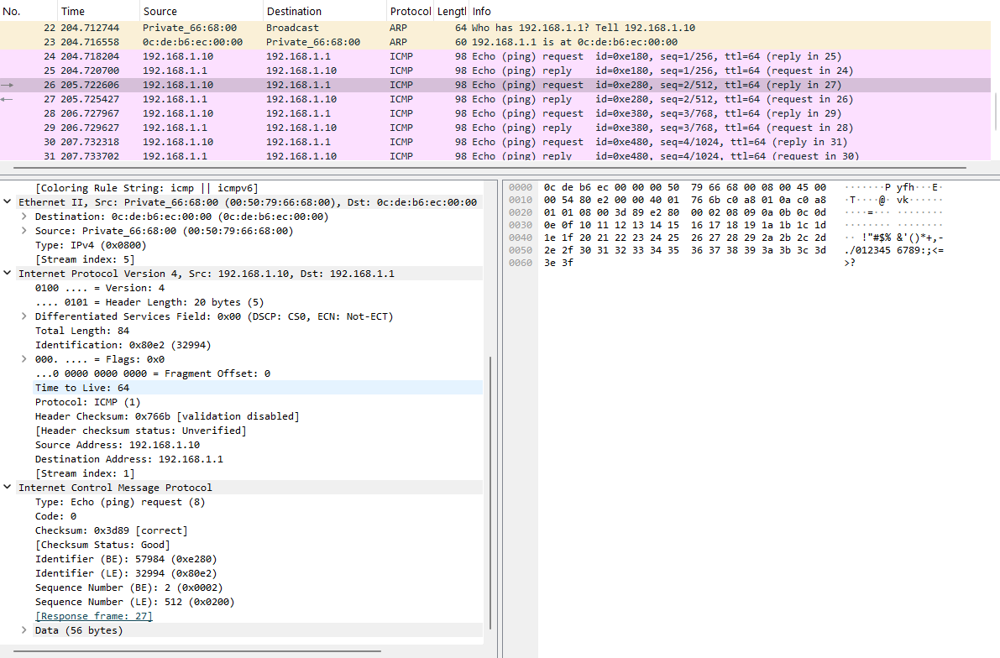 No. Time Source Destination Protocol Lengtl Info
22 204.712744 Private_66:68:00 Broadcast ARP 64 Who has 192.168.1.1? Tell 192.168.1.10
23 204.716558 0c:de:b6:ec:00:00 Private_66:68:00 ARP 60 192.168.1.1 is at 0c:de:b6:ec:00:00
24 204.718204 192.168.1.10 192.168.1.1 ICMP 98 Echo (ping) request id=0xe180, seq=1/256, ttl=64 (reply in 25)
25 204.720700 192.168.1.1 192.168.1.10 ICMP 98 Echo (ping) reply id=0xe180, seq=1/256, ttl=64 (request in 24)
26 205.722606 192.168.1.10 192.168.1.1 ICMP 98 Echo (ping) request id=0xe280, seq=2/512, ttl=64 (reply in 27)
27 205.725427 192.168.1.1 192.168.1.10 ICMP 98 Echo (ping) reply id=0xe280, seq=2/512, ttl=64 (request in 26)
28 206.727967 192.168.1.10 192.168.1.1 ICMP 98 Echo (ping) request id=0xe380, seq=3/768, ttl=64 (reply in 29)
29 206.729627 192.168.1.1 192.168.1.10 ICMP 98 Echo (ping) reply id=0xe380, seq=3/768, ttl=64 (request in 28)
30 207.732318 192.168.1.10 192.168.1.1 ICMP 98 Echo (ping) request id=0xe480, seq=4/1024, ttl=64 (reply in 31)
31 207.733702 192.168.1.1 192.168.1.10 ICMP 98 Echo (ping) reply id=0xe480, seq=4/1024, ttl=64 (request in 30)
[Coloring Rule String: icmp || icmpv6]
Ethernet II, Src: Private_66:68:00 (00:50:79:66:68:00), Dst: 0c:de:b6:ec:00:00
Destination: 0c:de:b6:ec:00:00 (0c:de:b6:ec:00:00)
Source: Private_66:68:00 (00:50:79:66:68:00)
Type: IPv4 (0x0800)
[Stream index: 5]
Internet Protocol Version 4, Src: 192.168.1.10, Dst: 192.168.1.1
0100 .... = Version: 4
.... 0101 = Header Length: 20 bytes (5)
Differentiated Services Field: 0x00 (DSCP: CS0, ECN: Not-ECT)
Total Length: 84
Identification: 0x80e2 (32994)
000. .... = Flags: 0x0
...0 0000 0000 0000 = Fragment Offset: 0
Time to Live: 64
Protocol: ICMP (1)
Header Checksum: 0x766b [validation disabled]
[Header checksum status: Unverified]
Source Address: 192.168.1.10
Destination Address: 192.168.1.1
[Stream index: 1]
Internet Control Message Protocol
Type: Echo (ping) request (8)
Code: 0
Checksum: 0x3d89 [correct]
[Checksum Status: Good]
Identifier (BE): 57984 (0xe280)
Identifier (LE): 32994 (0x80e2)
Sequence Number (BE): 2 (0x0002)
Sequence Number (LE): 512 (0x0200)
[Response frame: 27]
Data (56 bytes)
0000 0c de b6 ec 00 00 00 50 79 66 68 00 08 00 45 00 ·······P yfh···E·
0010 00 54 80 e2 00 00 40 01 76 6b c0 a8 01 0a c0 a8 ·T····@· vk······
0020 01 01 08 00 3d 89 e2 80 00 02 08 09 0a 0b 0c 0d ····=··· ········
0030 0e 0f 10 11 12 13 14 15 16 17 18 19 1a 1b 1c 1d ········ ········
0040 1e 1f 20 21 22 23 24 25 26 27 28 29 2a 2b 2c 2d ·· !"#$% &'()*+,-
0050 2e 2f 30 31 32 33 34 35 36 37 38 39 3a 3b 3c 3d ./012345 6789:;<=
0060 3e 3f >?